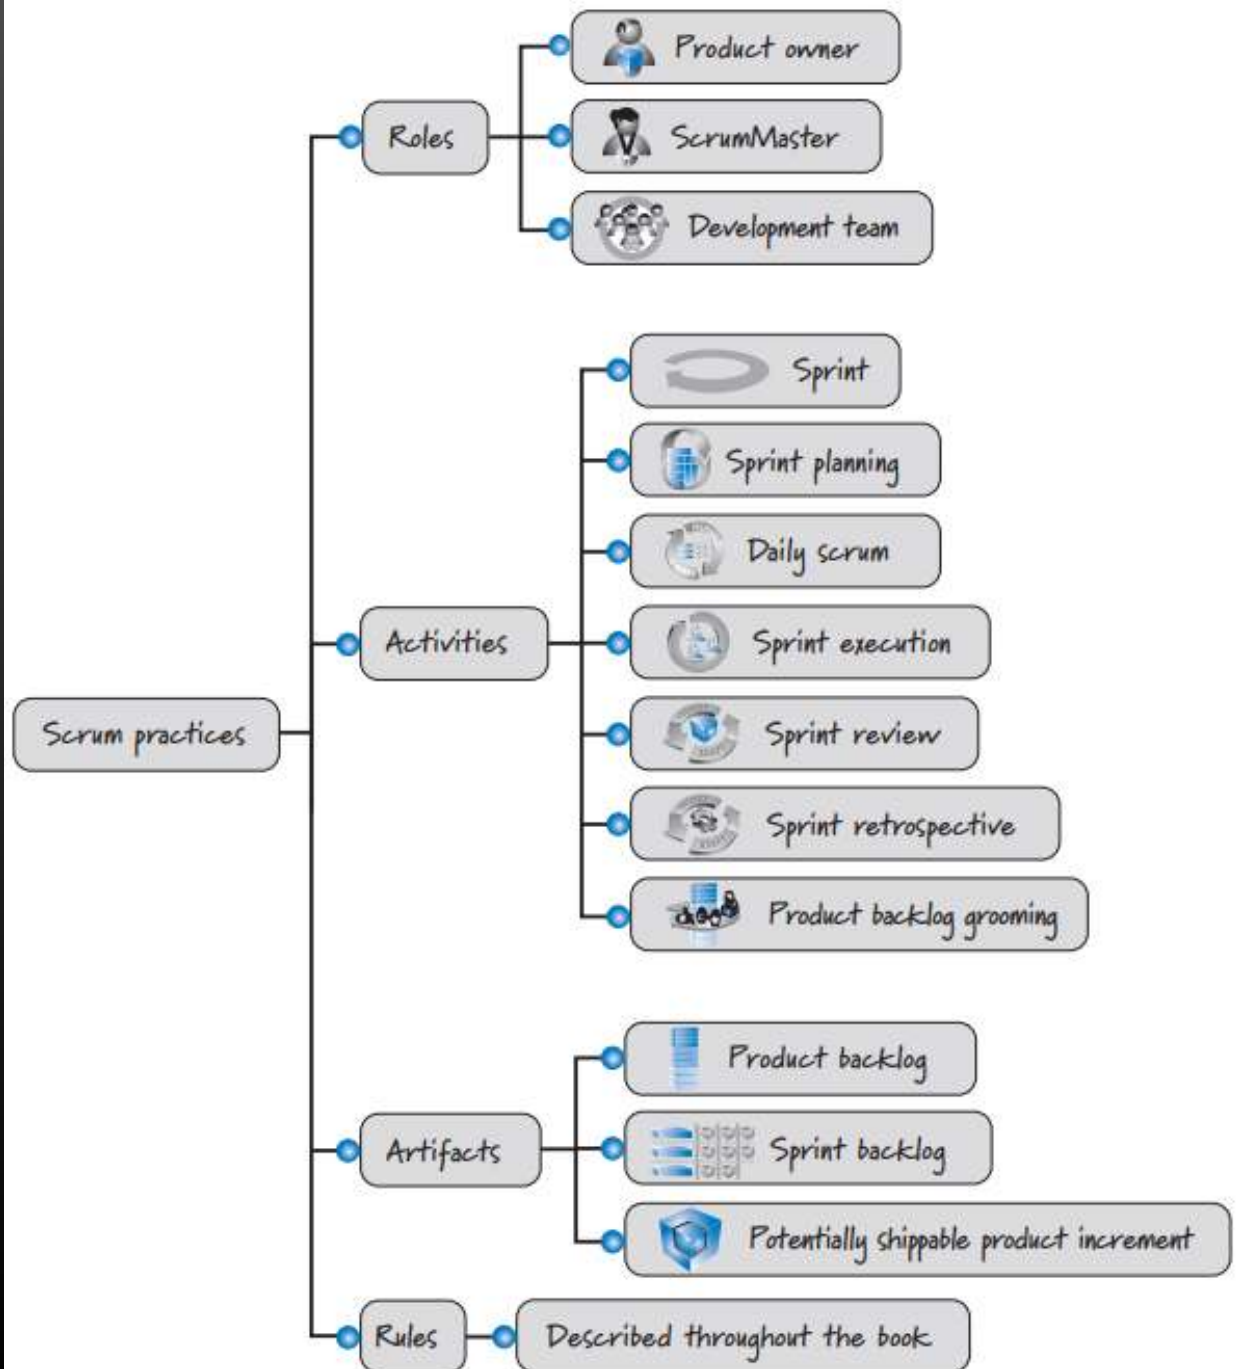 Scrum practices
Roles
Product owner
ScrumMaster
Development team
Activities
Sprint
Sprint planning
Daily scrum
Sprint execution
Sprint review
Sprint retrospective
Product backlog grooming
Artifacts
Product backlog
Sprint backlog
Potentially shippable product increment
Rules
Described throughout the book